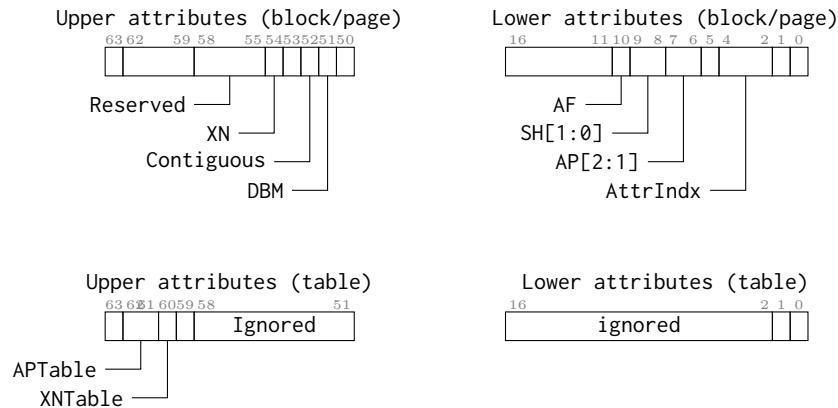 Upper attributes (block/page)
63 62 59 58 55 54 53 52 51 50
Reserved
XN
Contiguous
DBM
Lower attributes (block/page)
16 11 10 9 8 7 6 5 4 2 1 0
AF
SH[1:0]
AP[2:1]
AttrIndx
Upper attributes (table)
63 62 61 60 59 58 51
Ignored
APTable
XNTable
Lower attributes (table)
16 2 1 0
ignored